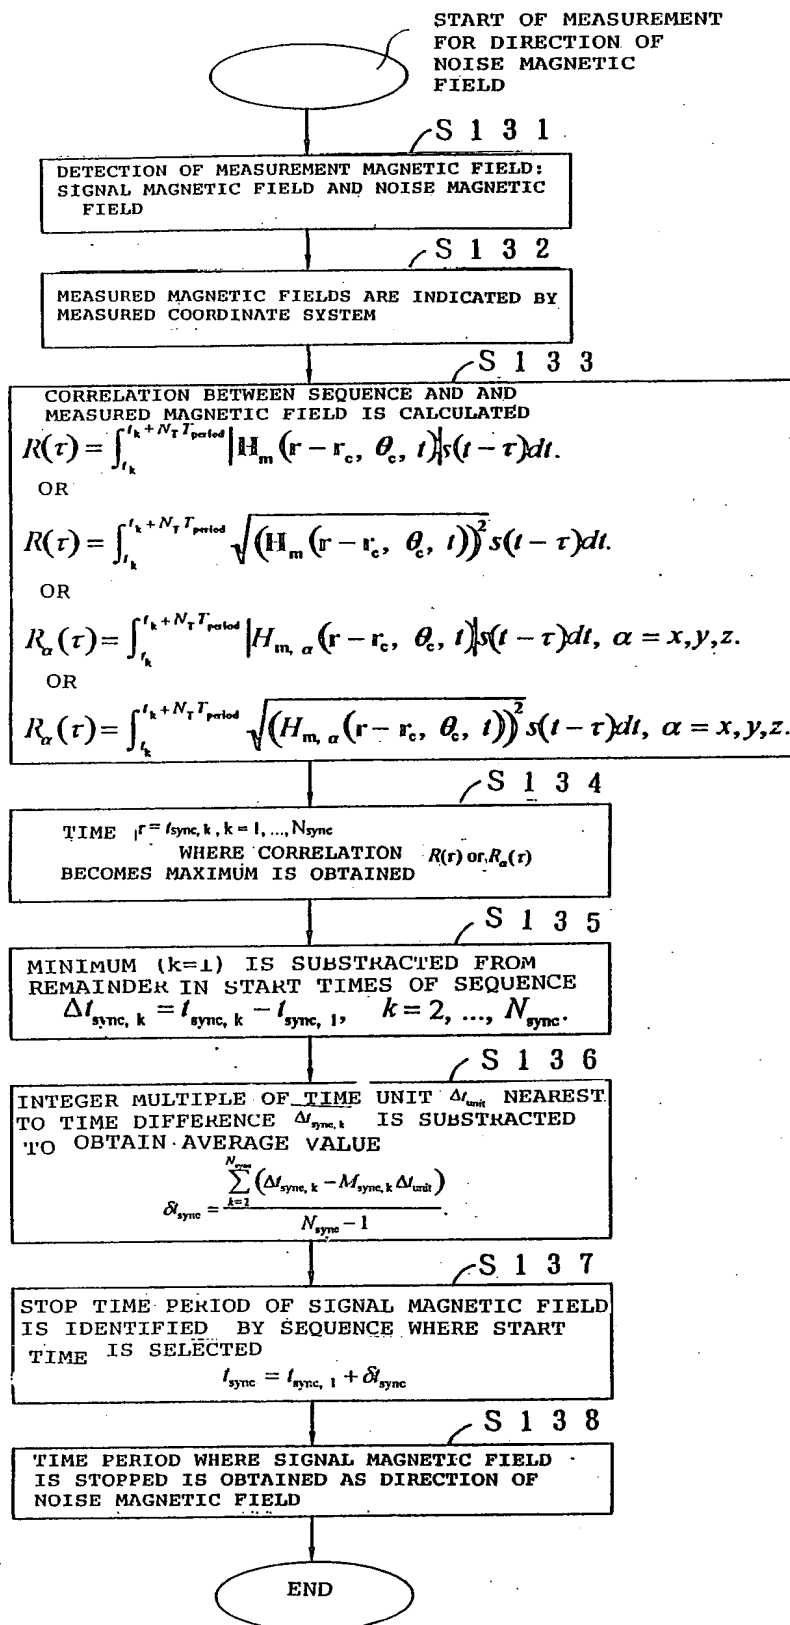 START OF MEASUREMENT
FOR DIRECTION OF
NOISE MAGNETIC
FIELD
S 1 3 1
DETECTION OF MEASUREMENT MAGNETIC FIELD:
SIGNAL MAGNETIC FIELD AND NOISE MAGNETIC
FIELD
S 1 3 2
MEASURED MAGNETIC FIELDS ARE INDICATED BY
MEASURED COORDINATE SYSTEM
S 1 3 3
CORRELATION BETWEEN SEQUENCE AND AND
MEASURED MAGNETIC FIELD IS CALCULATED
R(τ) = ∫_{t_k}^{t_k + N_T T_period} |H_m (r − r_c, θ_c, t)| s(t − τ)dt.
OR
R(τ) = ∫_{t_k}^{t_k + N_T T_period} √((H_m (r − r_c, θ_c, t))²) s(t − τ)dt.
OR
R_α(τ) = ∫_{t_k}^{t_k + N_T T_period} |H_{m, α} (r − r_c, θ_c, t)| s(t − τ)dt, α = x,y,z.
OR
R_α(τ) = ∫_{t_k}^{t_k + N_T T_period} √((H_{m, α} (r − r_c, θ_c, t))²) s(t − τ)dt, α = x,y,z.
S 1 3 4
TIME τ = t_{sync, k}, k = 1, ..., N_sync
WHERE CORRELATION R(τ) or, R_α(τ)
BECOMES MAXIMUM IS OBTAINED
S 1 3 5
MINIMUM (k=1) IS SUBSTRACTED FROM
REMAINDER IN START TIMES OF SEQUENCE
Δt_{sync, k} = t_{sync, k} − t_{sync, 1}, k = 2, ..., N_sync.
S 1 3 6
INTEGER MULTIPLE OF TIME UNIT Δt_unit NEAREST
TO TIME DIFFERENCE Δt_{sync, k} IS SUBSTRACTED
TO OBTAIN AVERAGE VALUE
δt_sync = ∑_{k=2}^{N_sync} (Δt_{sync, k} − M_{sync, k} Δt_unit) / (N_sync − 1).
S 1 3 7
STOP TIME PERIOD OF SIGNAL MAGNETIC FIELD
IS IDENTIFIED BY SEQUENCE WHERE START
TIME IS SELECTED
t_sync = t_{sync, 1} + δt_sync
S 1 3 8
TIME PERIOD WHERE SIGNAL MAGNETIC FIELD
IS STOPPED IS OBTAINED AS DIRECTION OF
NOISE MAGNETIC FIELD
END